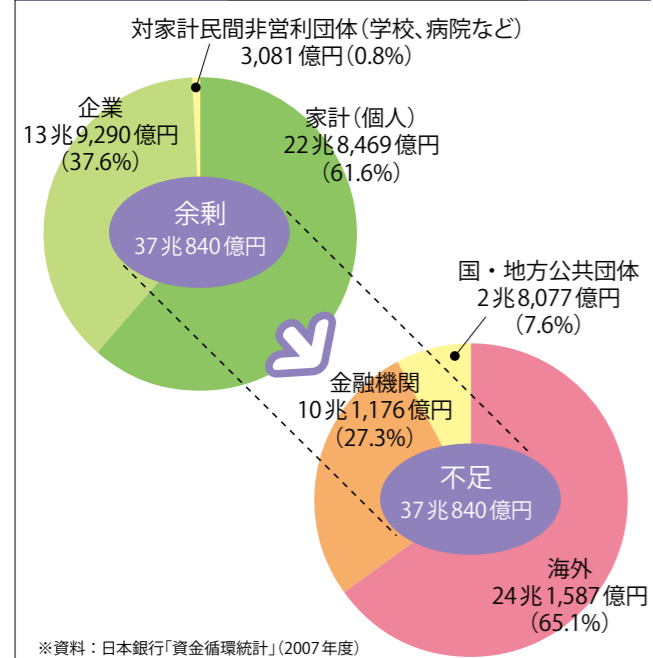 対家計民間非営利団体(学校、病院など)
3,081億円(0.8%)
企業
13兆9,290億円
(37.6%)
家計(個人)
22兆8,469億円
(61.6%)
余剰
37兆840億円
国・地方公共団体
2兆8,077億円
(7.6%)
金融機関
10兆1,176億円
(27.3%)
不足
37兆840億円
海外
24兆1,587億円
(65.1%)
※資料:日本銀行「資金循環統計」(2007年度)